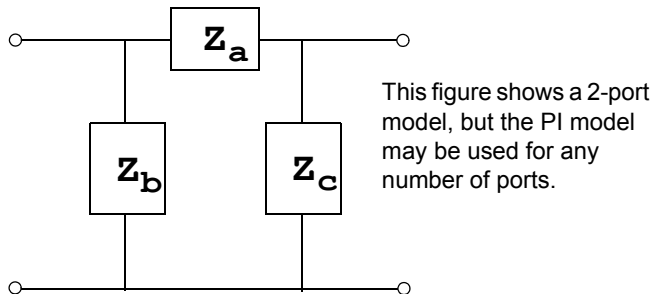 Za
Zb
Zc
This figure shows a 2-port
model, but the PI model
may be used for any
number of ports.